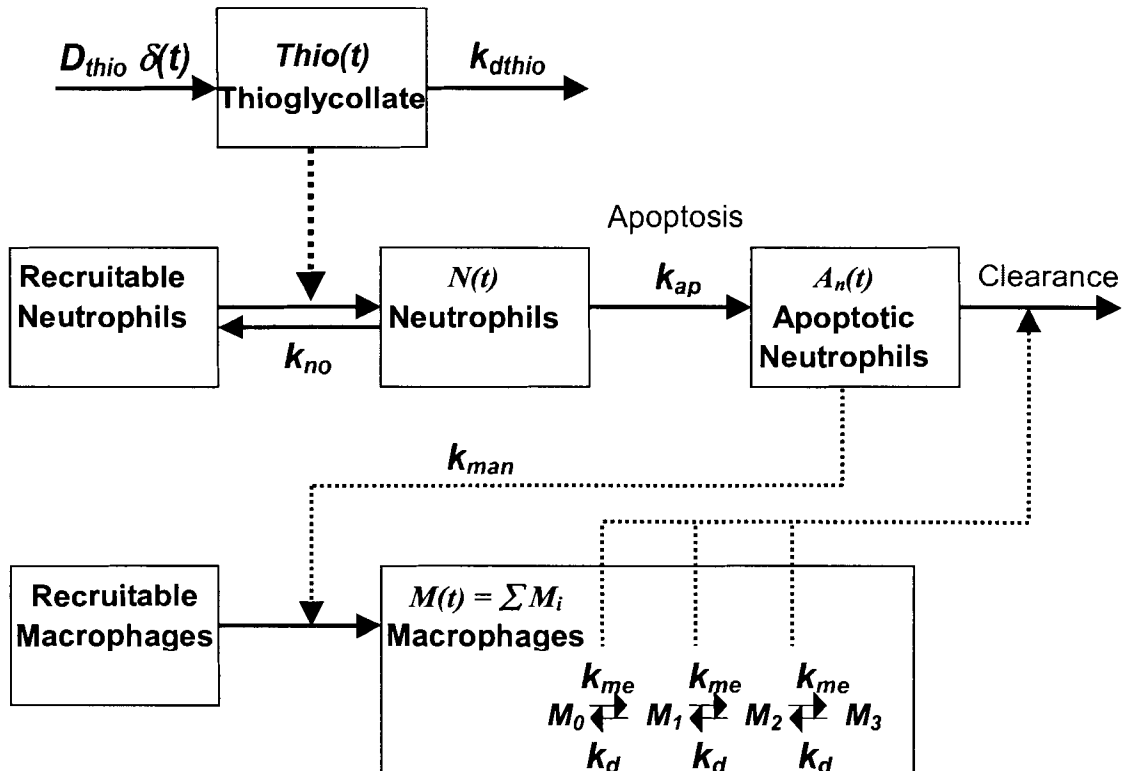 D_thio δ(t)
Thio(t)
Thioglycollate
k_dthio
Apoptosis
Recruitable
Neutrophils
k_no
N(t)
Neutrophils
k_ap
A_n(t)
Apoptotic
Neutrophils
Clearance
k_man
Recruitable
Macrophages
M(t) = ∑ M_i
Macrophages
k_me k_me k_me
M_0 M_1 M_2 M_3
k_d k_d k_d